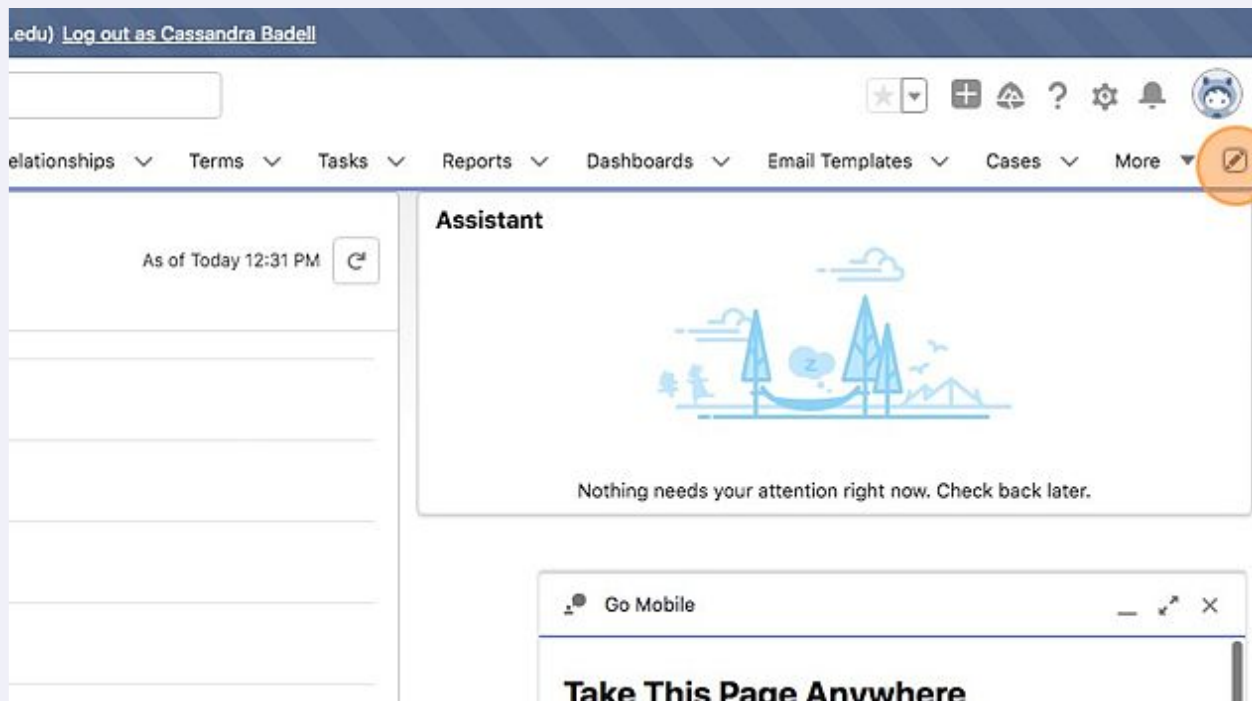 .edu) Log out as Cassandra Badell
elationships Terms Tasks Reports Dashboards Email Templates Cases More
As of Today 12:31 PM
Assistant
z
Nothing needs your attention right now. Check back later.
Go Mobile
Take This Page Anywhere